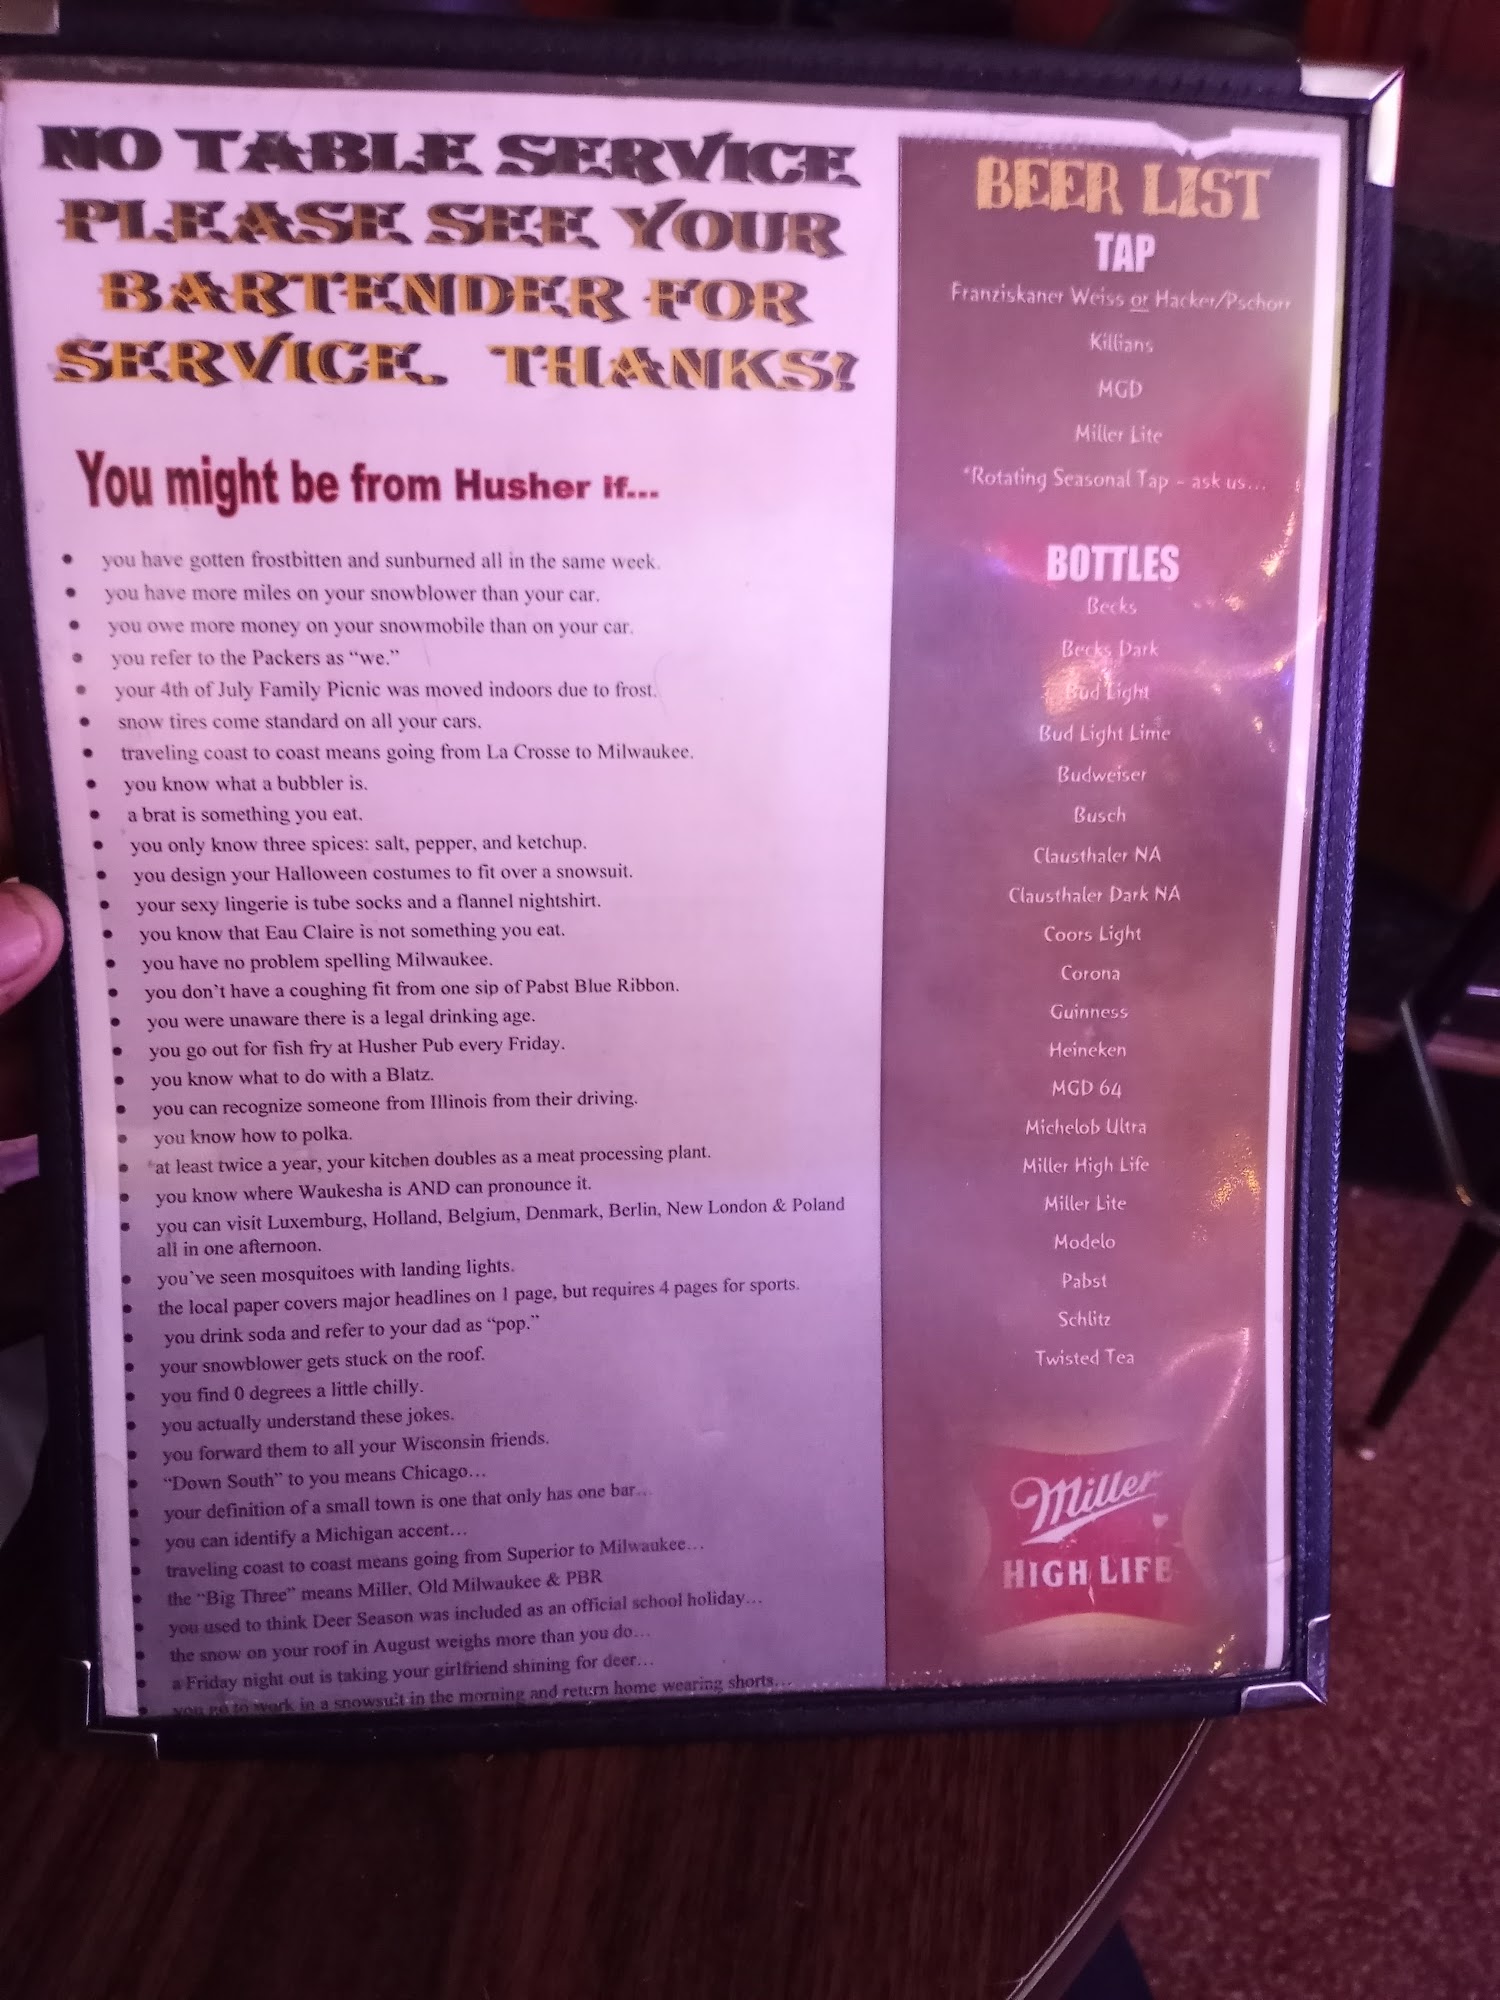 NO TABLE SERVICE
PLEASE SEE YOUR
BARTENDER FOR
SERVICE. THANKS!
You might be from Husher if...
• you have gotten frostbitten and sunburned all in the same week.
• you have more miles on your snowblower than your car.
• you owe more money on your snowmobile than on your car.
• you refer to the Packers as “we.”
• your 4th of July Family Picnic was moved indoors due to frost.
• snow tires come standard on all your cars.
• traveling coast to coast means going from La Crosse to Milwaukee.
• you know what a bubbler is.
• a brat is something you eat.
• you only know three spices: salt, pepper, and ketchup.
• you design your Halloween costumes to fit over a snowsuit.
• your sexy lingerie is tube socks and a flannel nightshirt.
• you know that Eau Claire is not something you eat.
• you have no problem spelling Milwaukee.
• you don’t have a coughing fit from one sip of Pabst Blue Ribbon.
• you were unaware there is a legal drinking age.
• you go out for fish fry at Husher Pub every Friday.
• you know what to do with a Blatz.
• you can recognize someone from Illinois from their driving.
• you know how to polka.
• at least twice a year, your kitchen doubles as a meat processing plant.
• you know where Waukesha is AND can pronounce it.
• you can visit Luxemburg, Holland, Belgium, Denmark, Berlin, New London & Poland
all in one afternoon.
• you’ve seen mosquitoes with landing lights.
• the local paper covers major headlines on 1 page, but requires 4 pages for sports.
• you drink soda and refer to your dad as “pop.”
• your snowblower gets stuck on the roof.
• you find 0 degrees a little chilly.
• you actually understand these jokes.
• you forward them to all your Wisconsin friends.
• “Down South” to you means Chicago…
• your definition of a small town is one that only has one bar…
• you can identify a Michigan accent…
• traveling coast to coast means going from Superior to Milwaukee…
• the “Big Three” means Miller, Old Milwaukee & PBR
• you used to think Deer Season was included as an official school holiday…
• the snow on your roof in August weighs more than you do…
• a Friday night out is taking your girlfriend shining for deer…
• you go to work in a snowsuit in the morning and return home wearing shorts…
BEER LIST
TAP
Franziskaner Weiss or Hacker/Pschorr
Killians
MGD
Miller Lite
*Rotating Seasonal Tap - ask us...
BOTTLES
Becks
Becks Dark
Bud Light
Bud Light Lime
Budweiser
Busch
Clausthaler NA
Clausthaler Dark NA
Coors Light
Corona
Guinness
Heineken
MGD 64
Michelob Ultra
Miller High Life
Miller Lite
Modelo
Pabst
Schlitz
Twisted Tea
Miller
HIGH LIFE